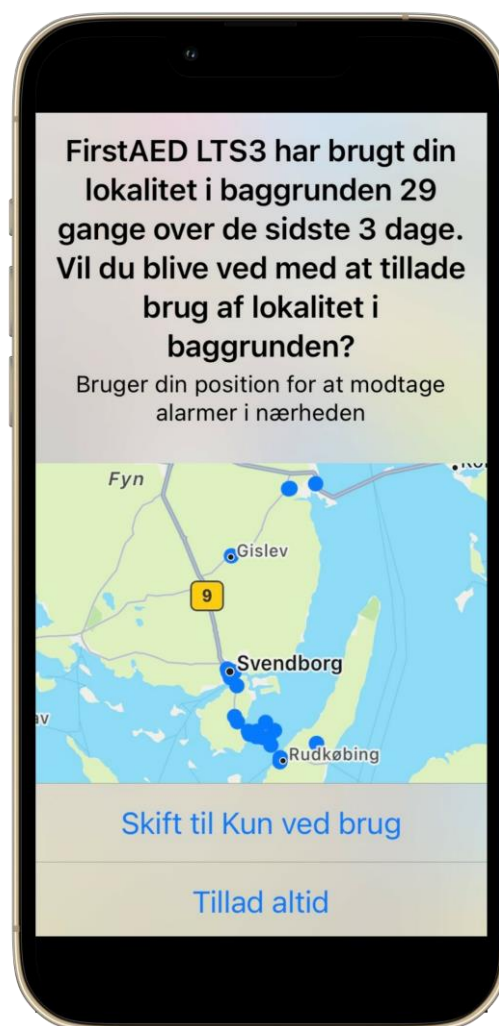 FirstAED LTS3 har brugt din
lokalitet i baggrunden 29
gange over de sidste 3 dage.
Vil du blive ved med at tillade
brug af lokalitet i
baggrunden?
Bruger din position for at modtage
alarmer i nærheden
Fyn
Gislev
9
Svendborg
Rudkøbing
Skift til Kun ved brug
Tillad altid